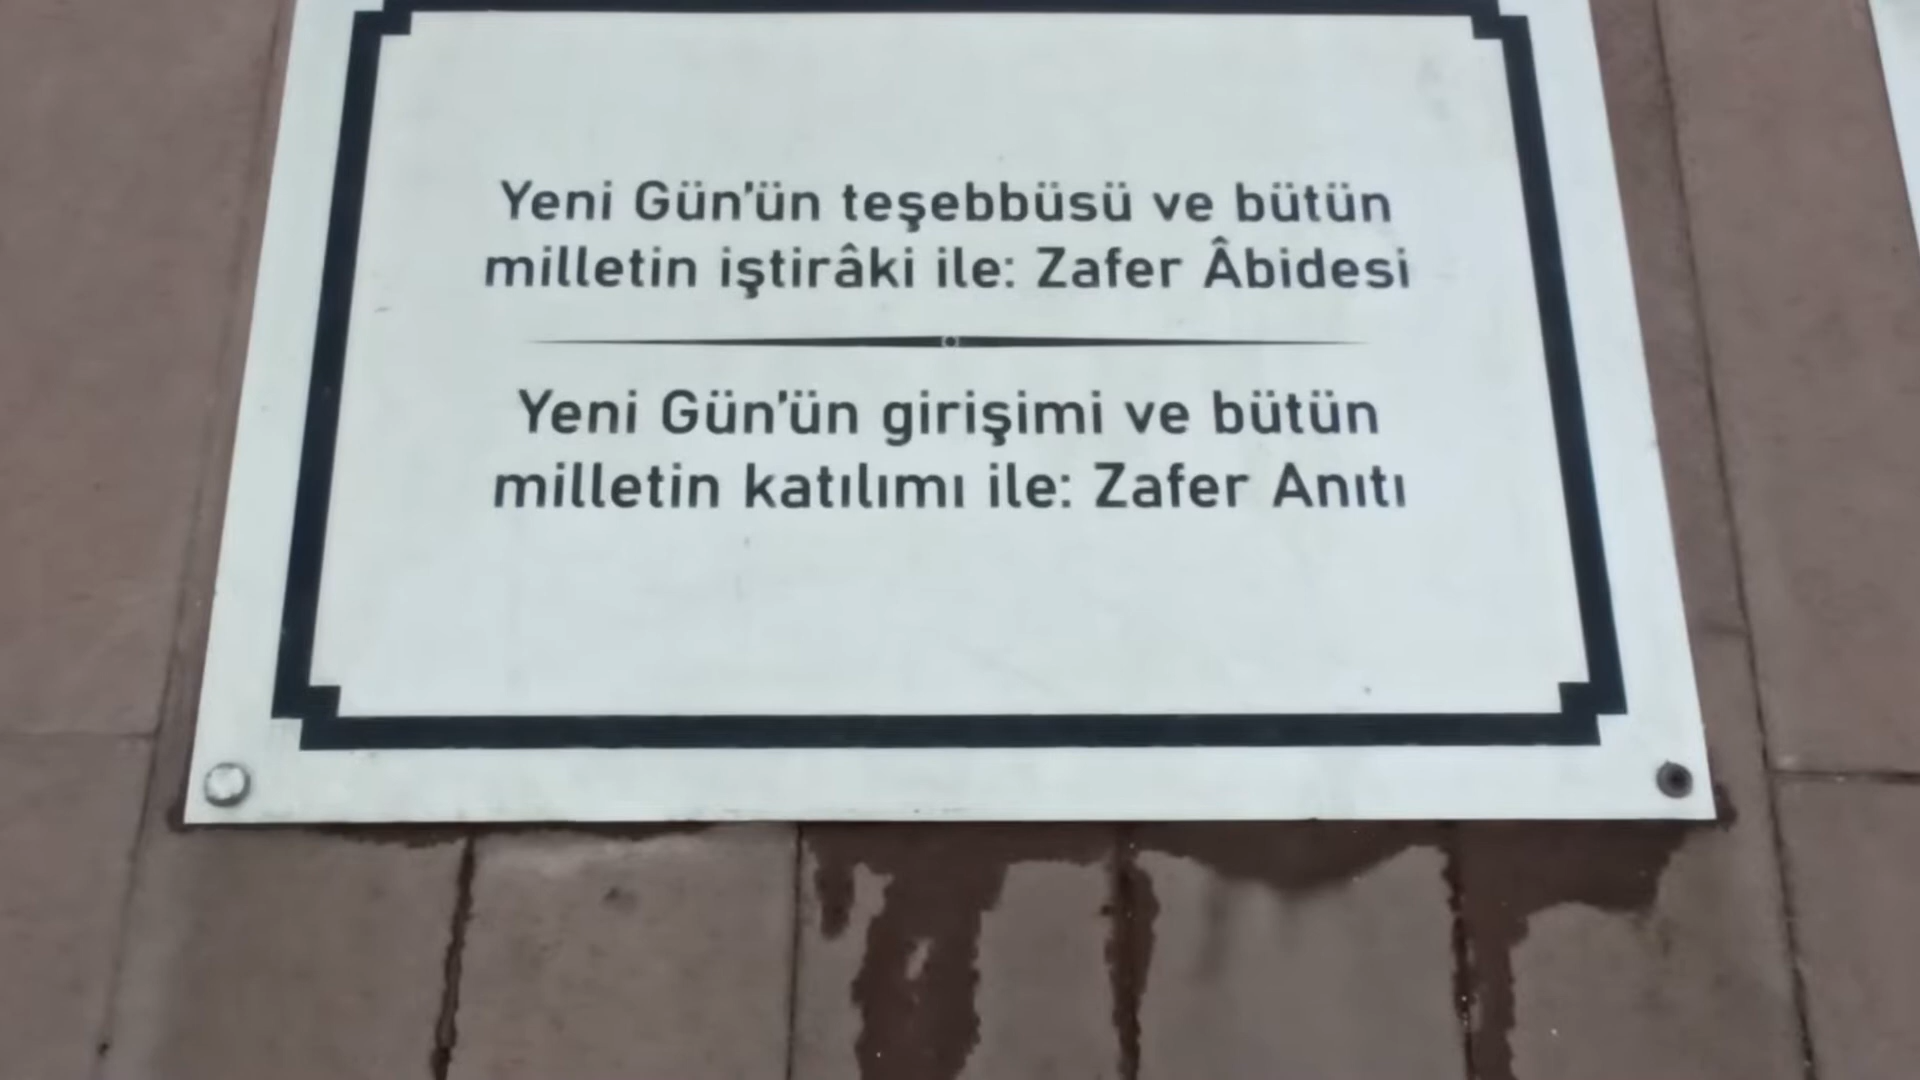 Yeni Gün'ün teşebbüsü ve bütün
milletin iştirâki ile: Zafer Âbidesi
Yeni Gün'ün girişimi ve bütün
milletin katılımı ile: Zafer Anıtı